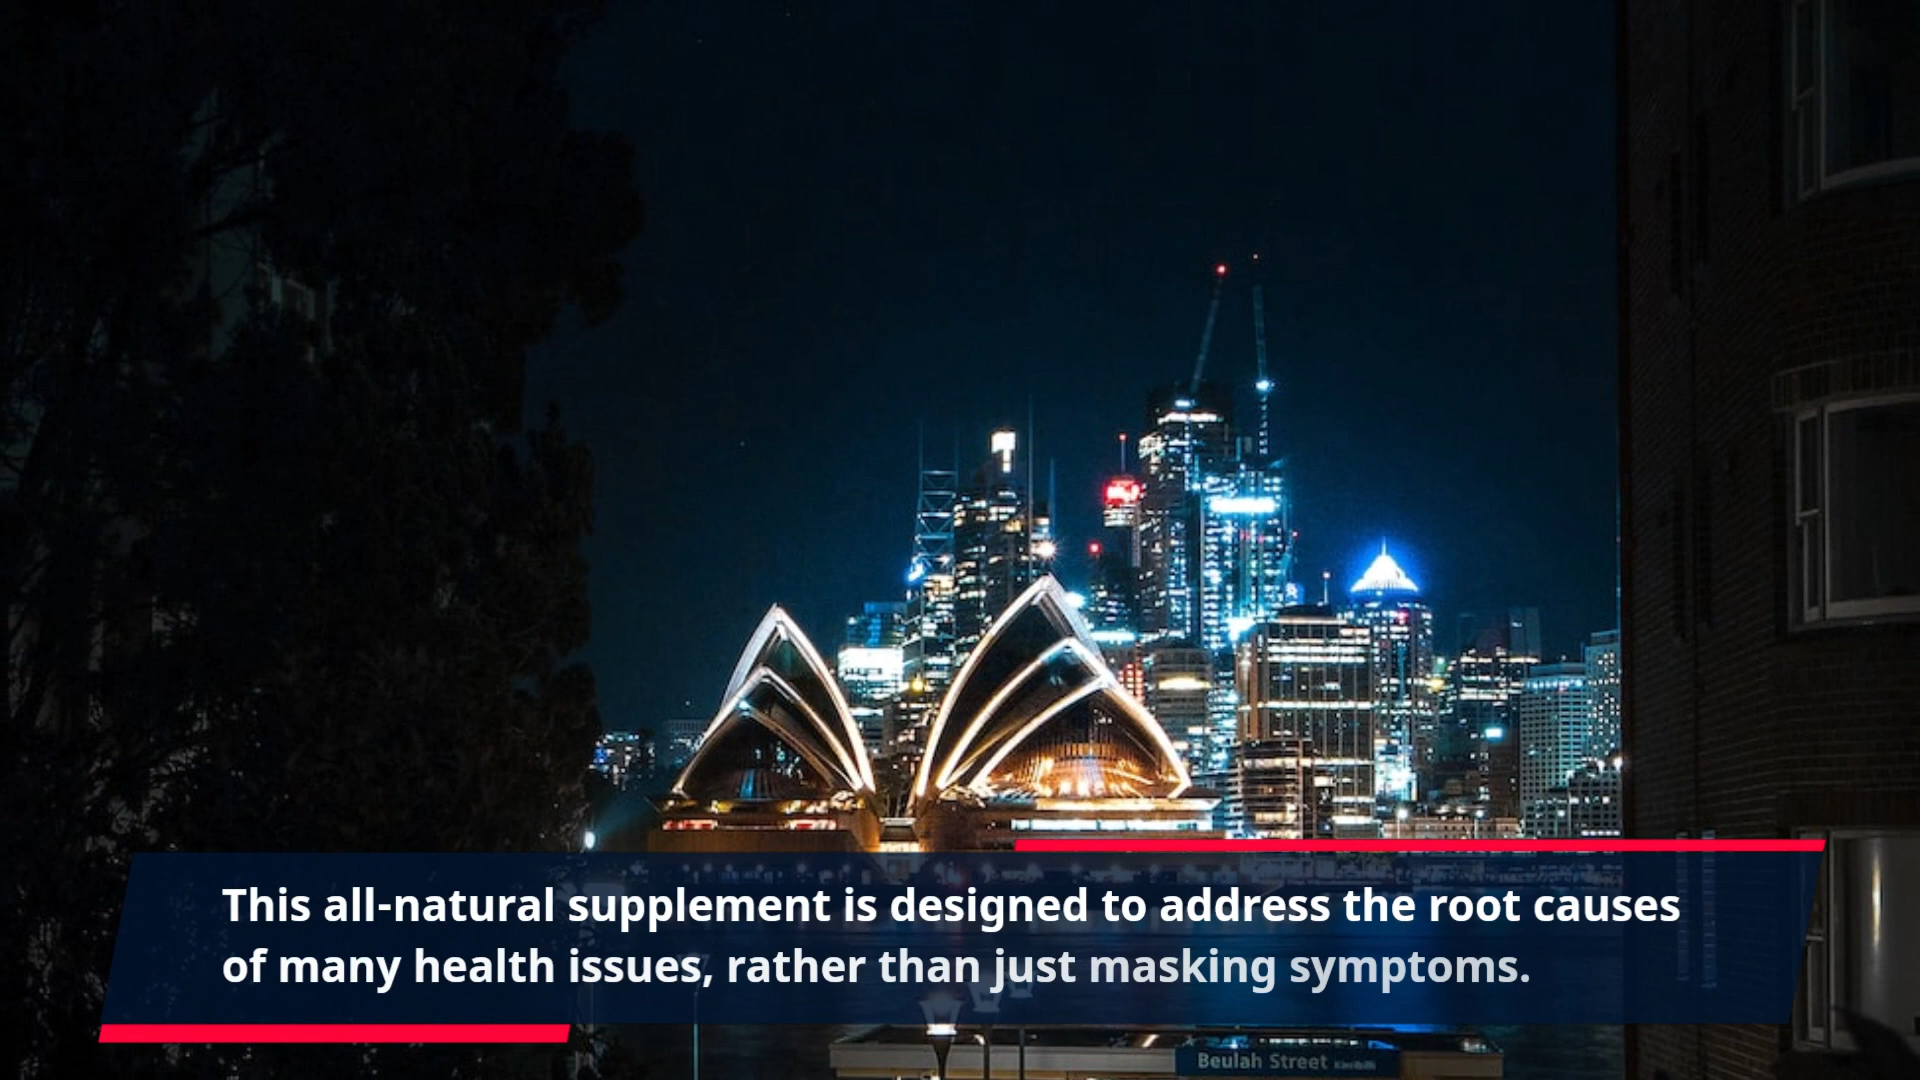 This all-natural supplement is designed to address the root causes
of many health issues, rather than just masking symptoms.
Beulah Street